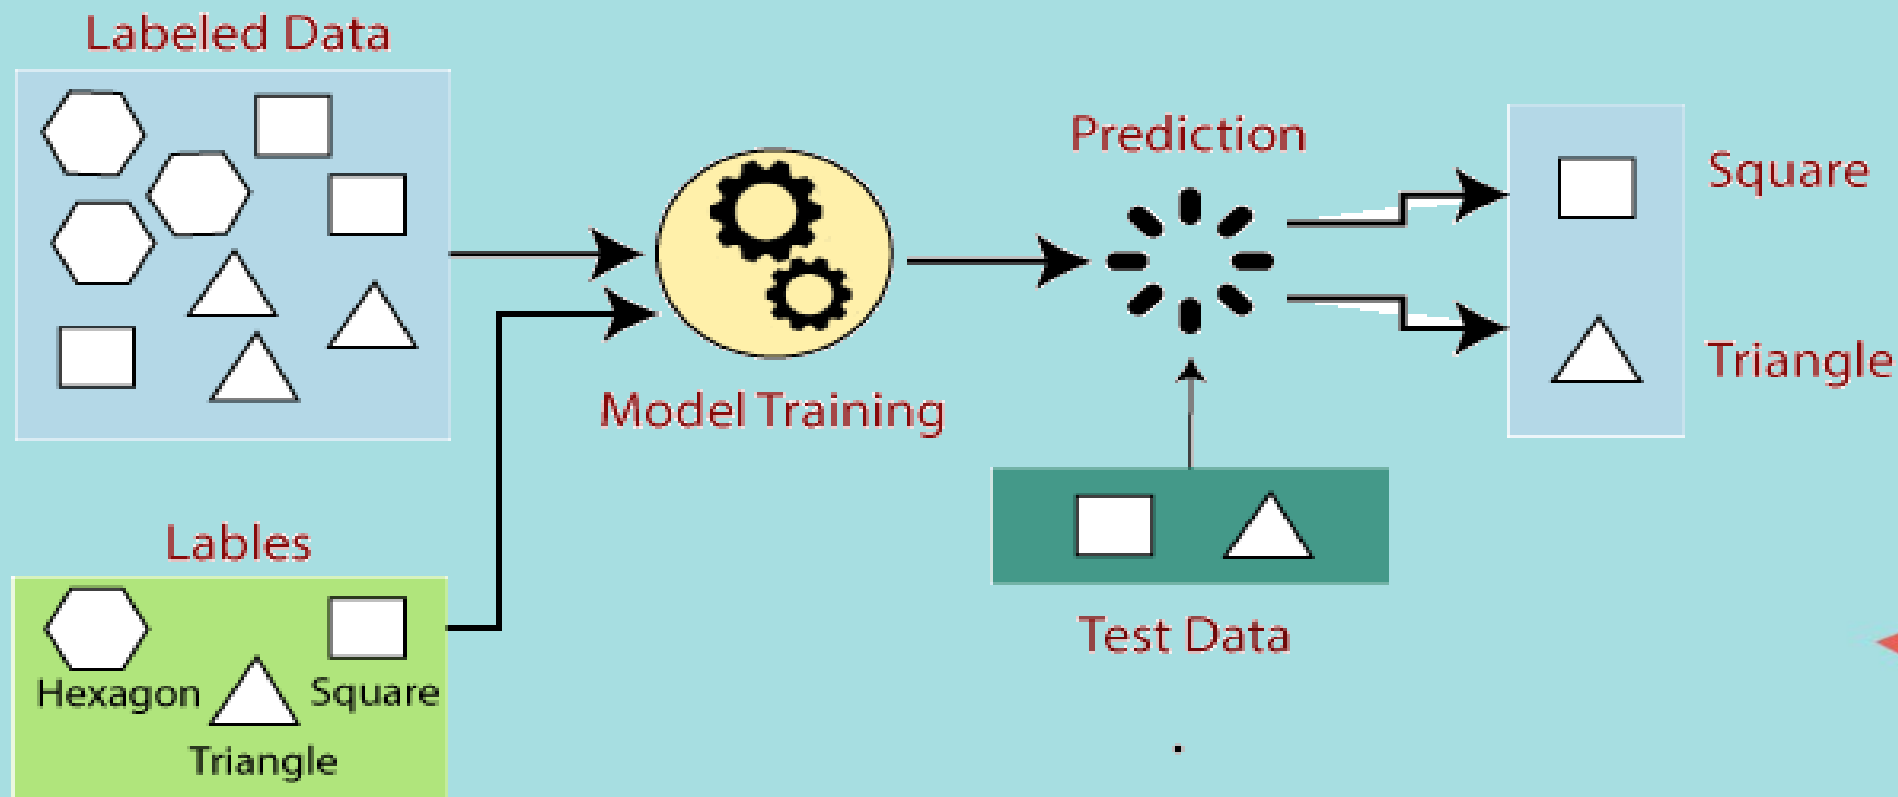 Labeled Data
Prediction
Square
Triangle
Model Training
Lables
Hexagon
Square
Triangle
Test Data